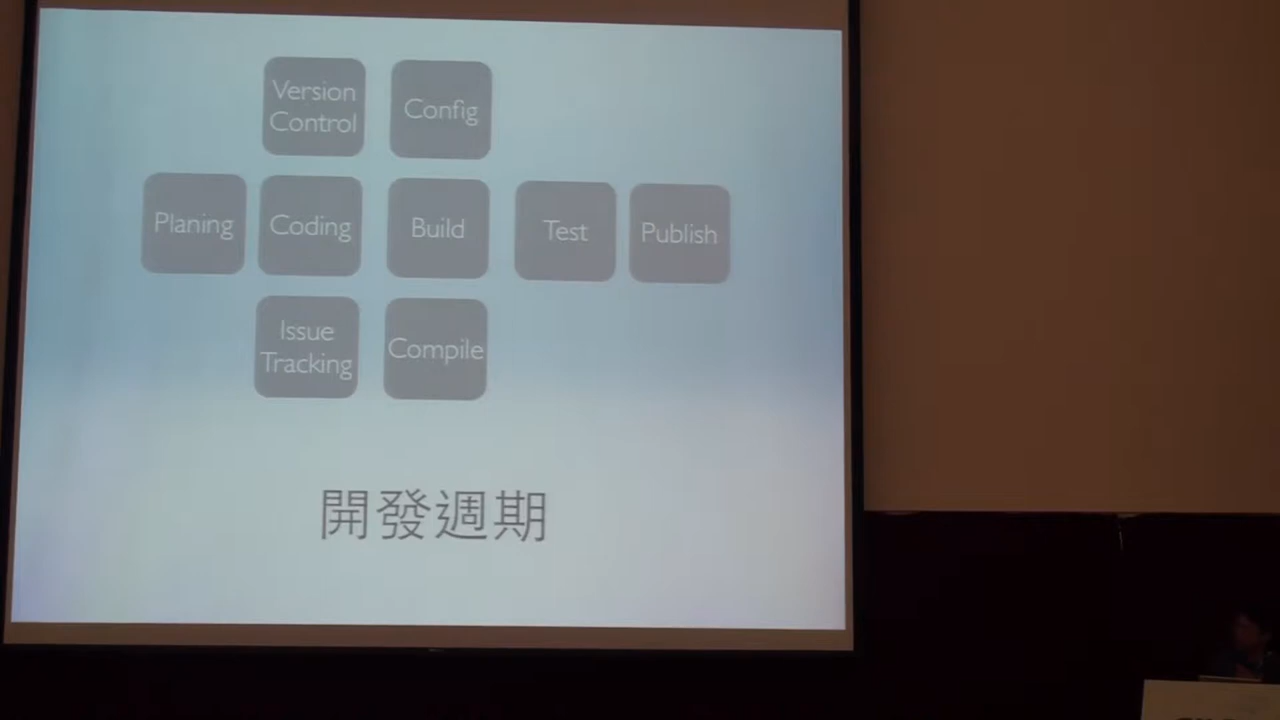 Version
Control
Config
Planing
Coding
Build
Test
Publish
Issue
Tracking
Compile
開發週期